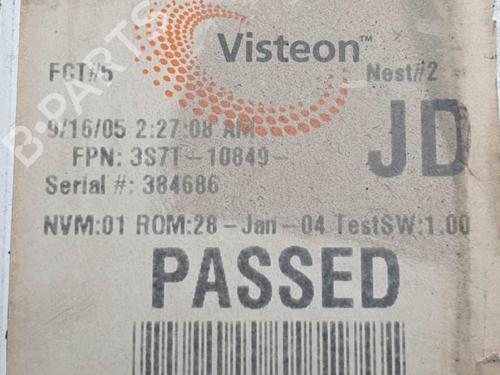 Visteon™
FCT#5 Nest#2
9/16/05 2:27:08 AM
FPN: 3S7T-10849- JD
Serial #: 384686
NVM:01 ROM:28-Jan-04 TestSW:1.00
PASSED
B-PARTS